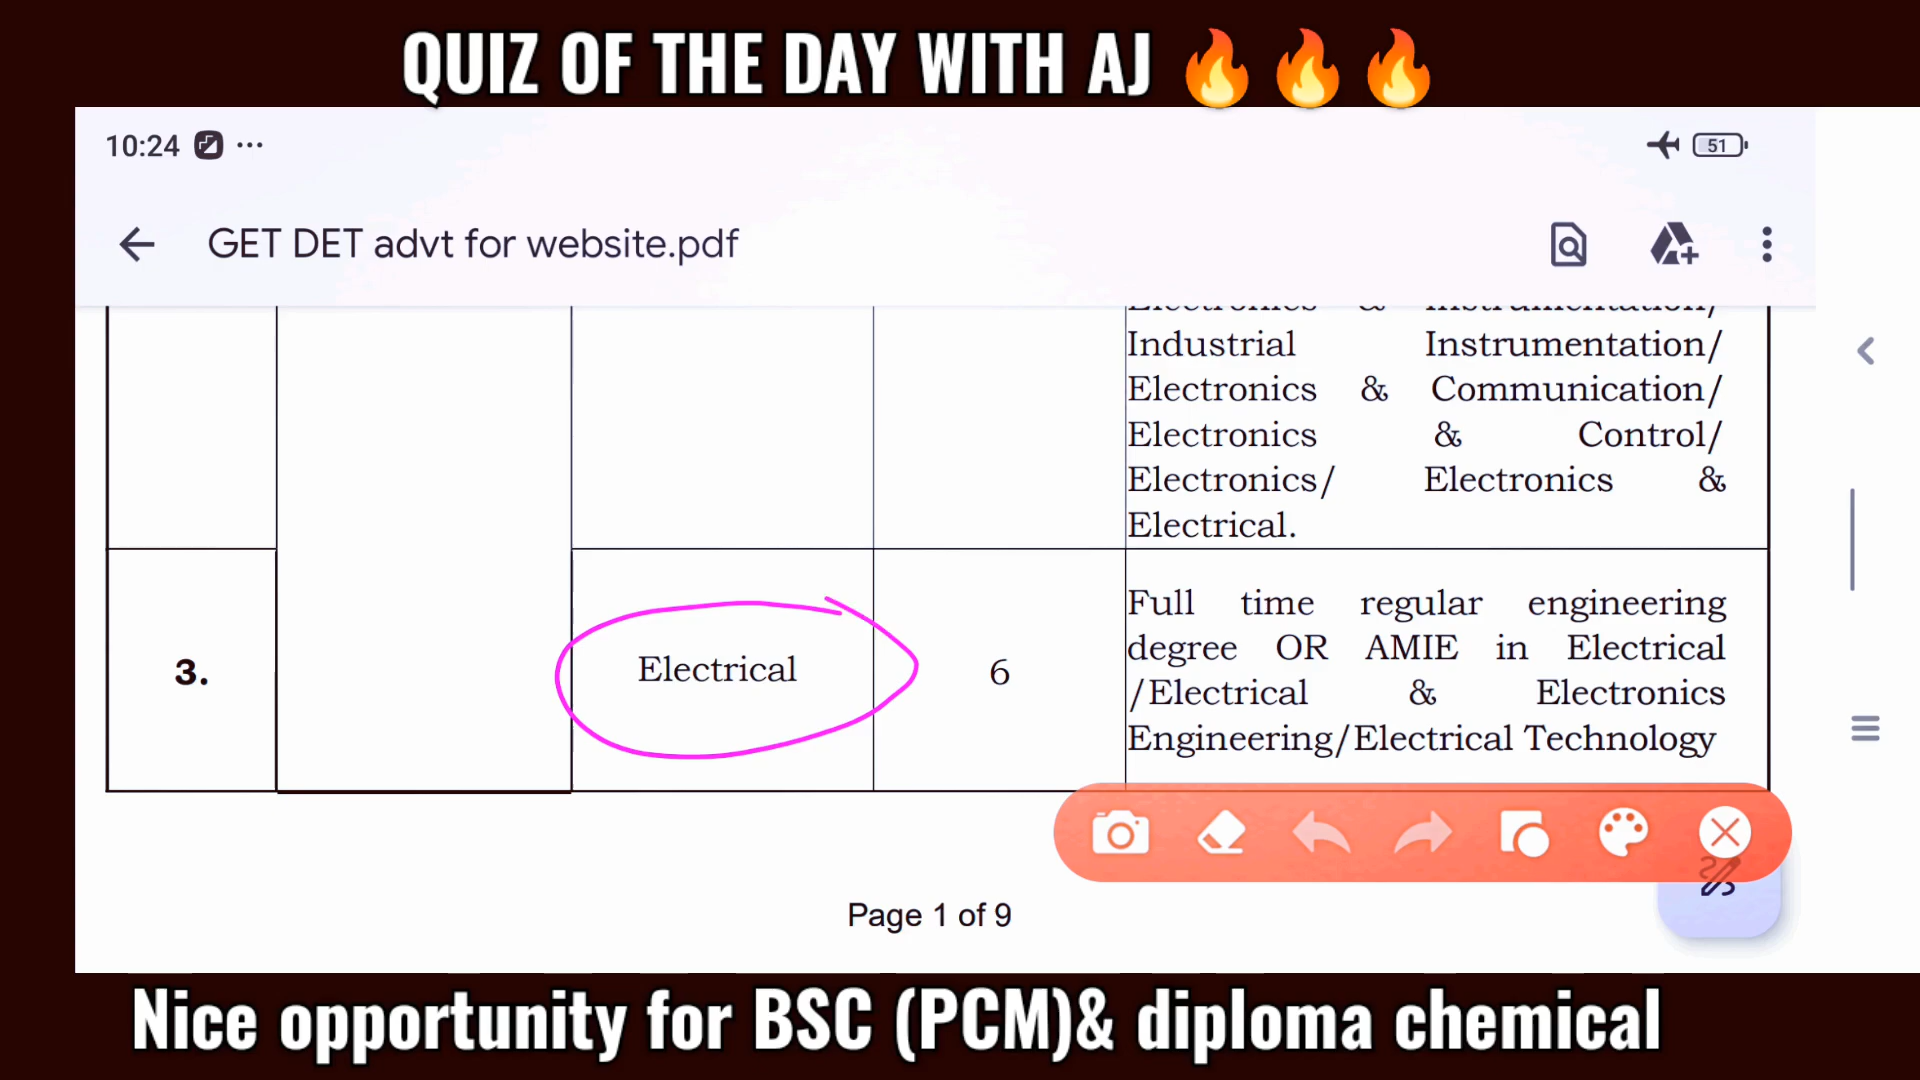 QUIZ OF THE DAY WITH AJ 🔥🔥🔥
10:24
51
GET DET advt for website.pdf
Electronics & Instrumentation/
Industrial Instrumentation/
Electronics & Communication/
Electronics & Control/
Electronics/ Electronics &
Electrical.
3.
Electrical
6
Full time regular engineering
degree OR AMIE in Electrical
/Electrical & Electronics
Engineering/Electrical Technology
Page 1 of 9
Nice opportunity for BSC (PCM)& diploma chemical